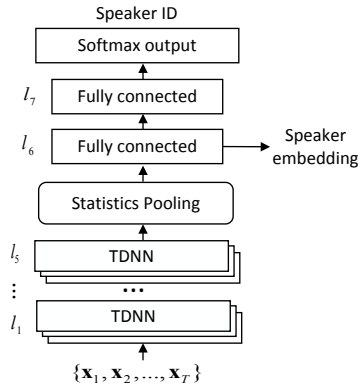 Speaker ID
Softmax output
l₇ Fully connected
l₆ Fully connected
Speaker
embedding
Statistics Pooling
l₅ TDNN
⋮ ...
l₁ TDNN
{x₁, x₂, ..., x_T}